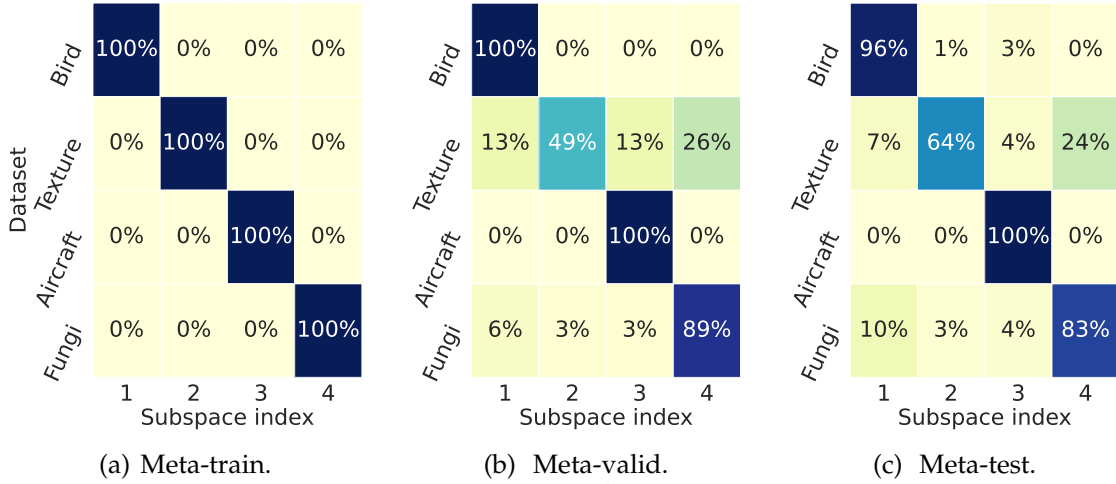 Dataset
Bird 100% 0% 0% 0%
Texture 0% 100% 0% 0%
Aircraft 0% 0% 100% 0%
Fungi 0% 0% 0% 100%
1 2 3 4
Subspace index
(a) Meta-train.
Bird 100% 0% 0% 0%
Texture 13% 49% 13% 26%
Aircraft 0% 0% 100% 0%
Fungi 6% 3% 3% 89%
1 2 3 4
Subspace index
(b) Meta-valid.
Bird 96% 1% 3% 0%
Texture 7% 64% 4% 24%
Aircraft 0% 0% 100% 0%
Fungi 10% 3% 4% 83%
1 2 3 4
Subspace index
(c) Meta-test.